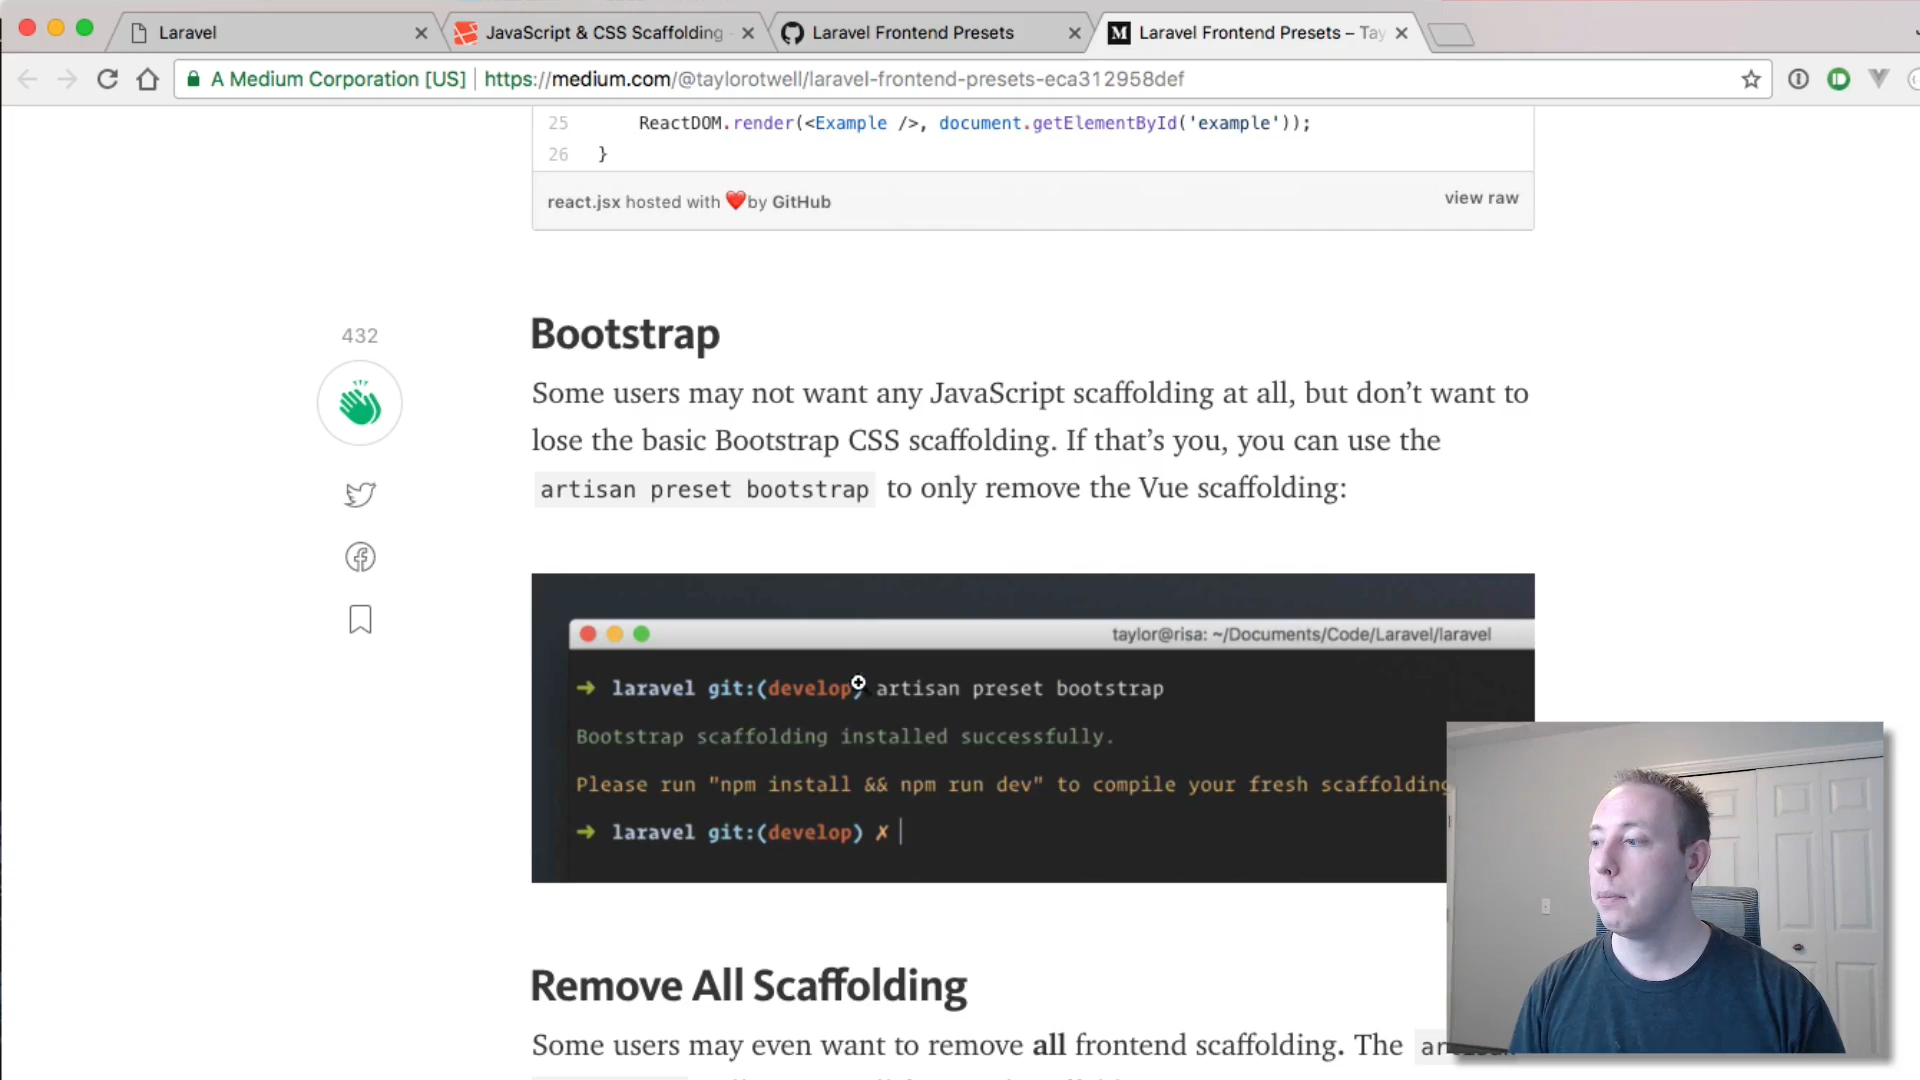 Laravel
JavaScript & CSS Scaffolding -
Laravel Frontend Presets
Laravel Frontend Presets – Tay
A Medium Corporation [US] https://medium.com/@taylorotwell/laravel-frontend-presets-eca312958def
25 ReactDOM.render(<Example />, document.getElementById('example'));
26 }
react.jsx hosted with ❤ by GitHub
view raw
432
Bootstrap
Some users may not want any JavaScript scaffolding at all, but don’t want to
lose the basic Bootstrap CSS scaffolding. If that’s you, you can use the
artisan preset bootstrap to only remove the Vue scaffolding:
taylor@risa: ~/Documents/Code/Laravel/laravel
➜ laravel git:(develop) artisan preset bootstrap
Bootstrap scaffolding installed successfully.
Please run "npm install && npm run dev" to compile your fresh scaffolding
➜ laravel git:(develop) ✗
Remove All Scaffolding
Some users may even want to remove all frontend scaffolding. The